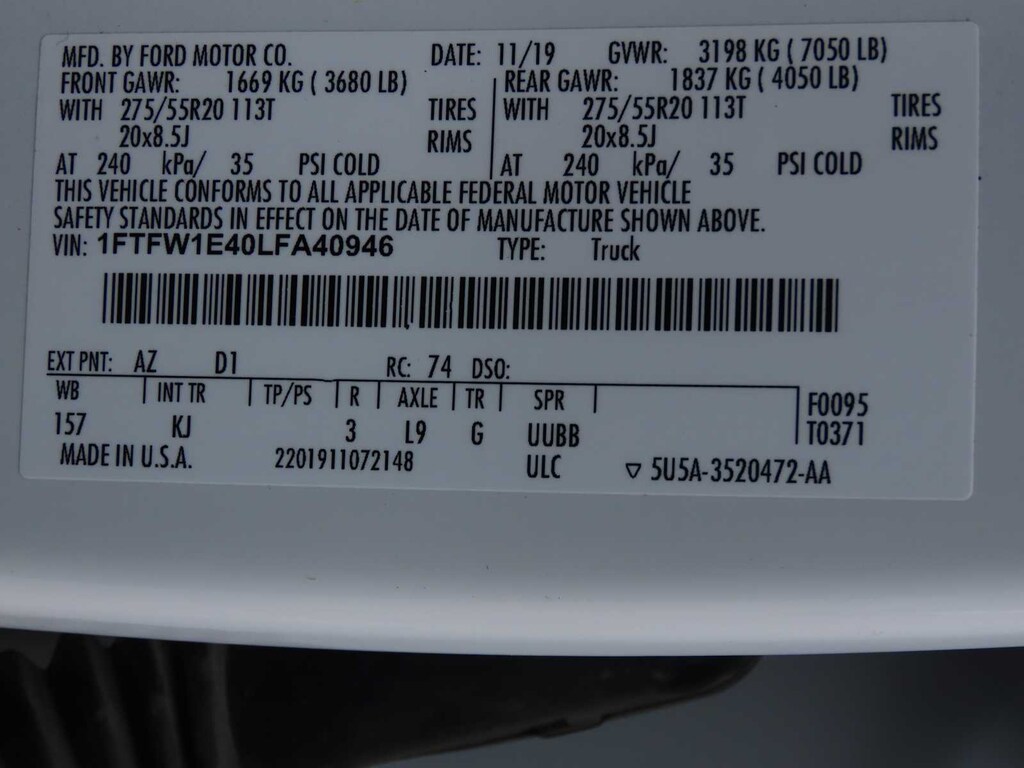 MFD. BY FORD MOTOR CO. DATE: 11/19 GVWR: 3198 KG ( 7050 LB)
FRONT GAWR: 1669 KG ( 3680 LB) REAR GAWR: 1837 KG ( 4050 LB)
WITH 275/55R20 113T TIRES WITH 275/55R20 113T TIRES
20x8.5J RIMS 20x8.5J RIMS
AT 240 kPa/ 35 PSI COLD AT 240 kPa/ 35 PSI COLD
THIS VEHICLE CONFORMS TO ALL APPLICABLE FEDERAL MOTOR VEHICLE
SAFETY STANDARDS IN EFFECT ON THE DATE OF MANUFACTURE SHOWN ABOVE.
VIN: 1FTFW1E40LFA40946 TYPE: Truck
EXT PNT: AZ D1 RC: 74 DSO:
WB INT TR TP/PS R AXLE TR SPR F0095
157 KJ 3 L9 G UUBB T0371
MADE IN U.S.A. 2201911072148 ULC ▽ 5U5A-3520472-AA